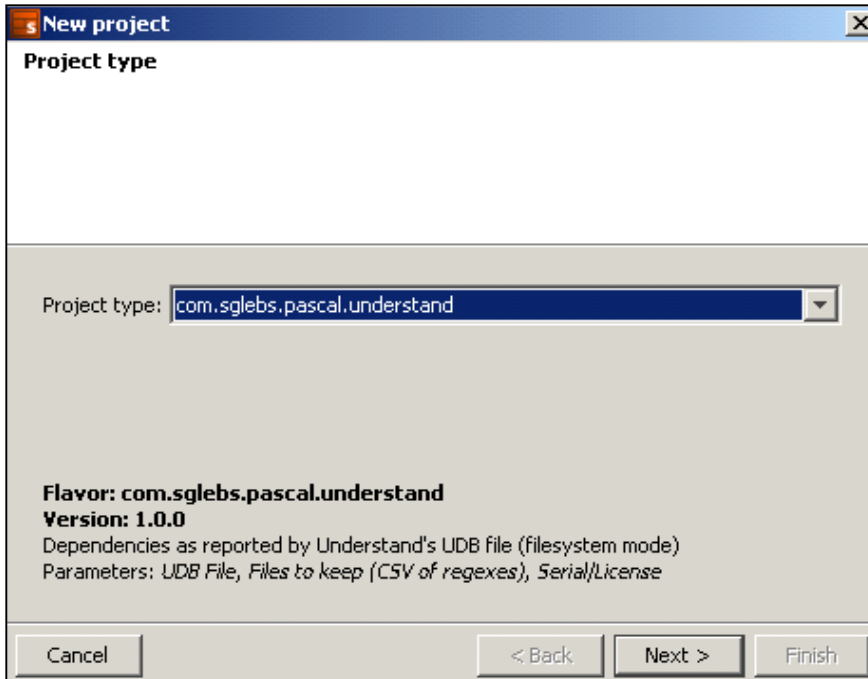 New project
Project type
Project type: com.sglebs.pascal.understand
Flavor: com.sglebs.pascal.understand
Version: 1.0.0
Dependencies as reported by Understand's UDB file (filesystem mode)
Parameters: UDB File, Files to keep (CSV of regexes), Serial/License
Cancel < Back Next > Finish